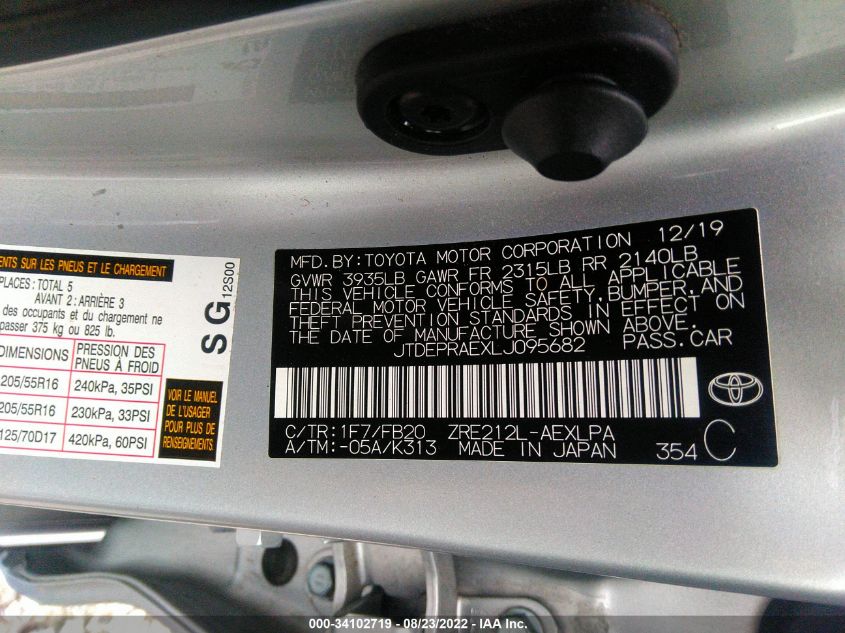 ENTS SUR LES PNEUS ET LE CHARGEMENT
PLACES: TOTAL 5
AVANT 2: ARRIÈRE 3
des occupants et du chargement ne
passer 375 kg ou 825 lb.
DIMENSIONS PRESSION DES PNEUS À FROID
205/55R16 240kPa, 35PSI
205/55R16 230kPa, 33PSI
125/70D17 420kPa, 60PSI
VOIR LE MANUEL
DE L'USAGER
POUR PLUS DE
RENSEIGNEMENTS
SG
12S00
MFD. BY: TOYOTA MOTOR CORPORATION 12/19
GVWR 3935LB GAWR FR 2315LB RR 2140LB
THIS VEHICLE CONFORMS TO ALL APPLICABLE
FEDERAL MOTOR VEHICLE SAFETY, BUMPER, AND
THEFT PREVENTION STANDARDS IN EFFECT ON
THE DATE OF MANUFACTURE SHOWN ABOVE.
JTDEPRAEXLJ095682 PASS.CAR
C/TR: 1F7/FB20 ZRE212L-AEXLPA
A/TM: -05A/K313 MADE IN JAPAN 354 C
000-34102719 - 08/23/2022 - IAA Inc.